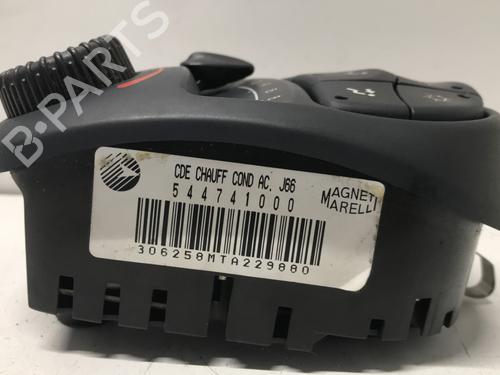 B-PARTS
CDE CHAUFF COND AC. J66
544741000
MAGNETI
MARELLI
306258MTA229880